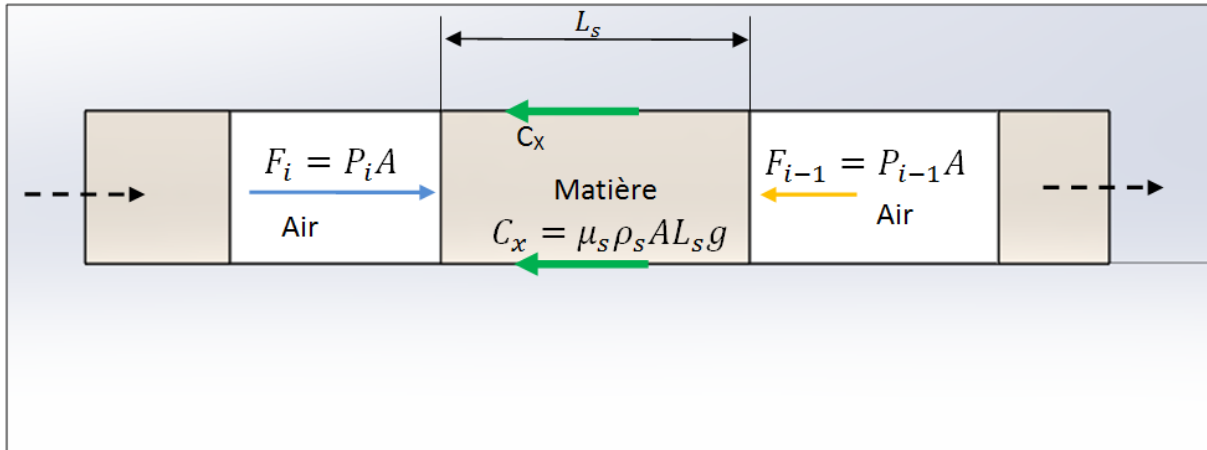 L_s
C_X
F_i = P_i A
Air
Matière
C_x = μ_s ρ_s A L_s g
F_{i-1} = P_{i-1} A
Air